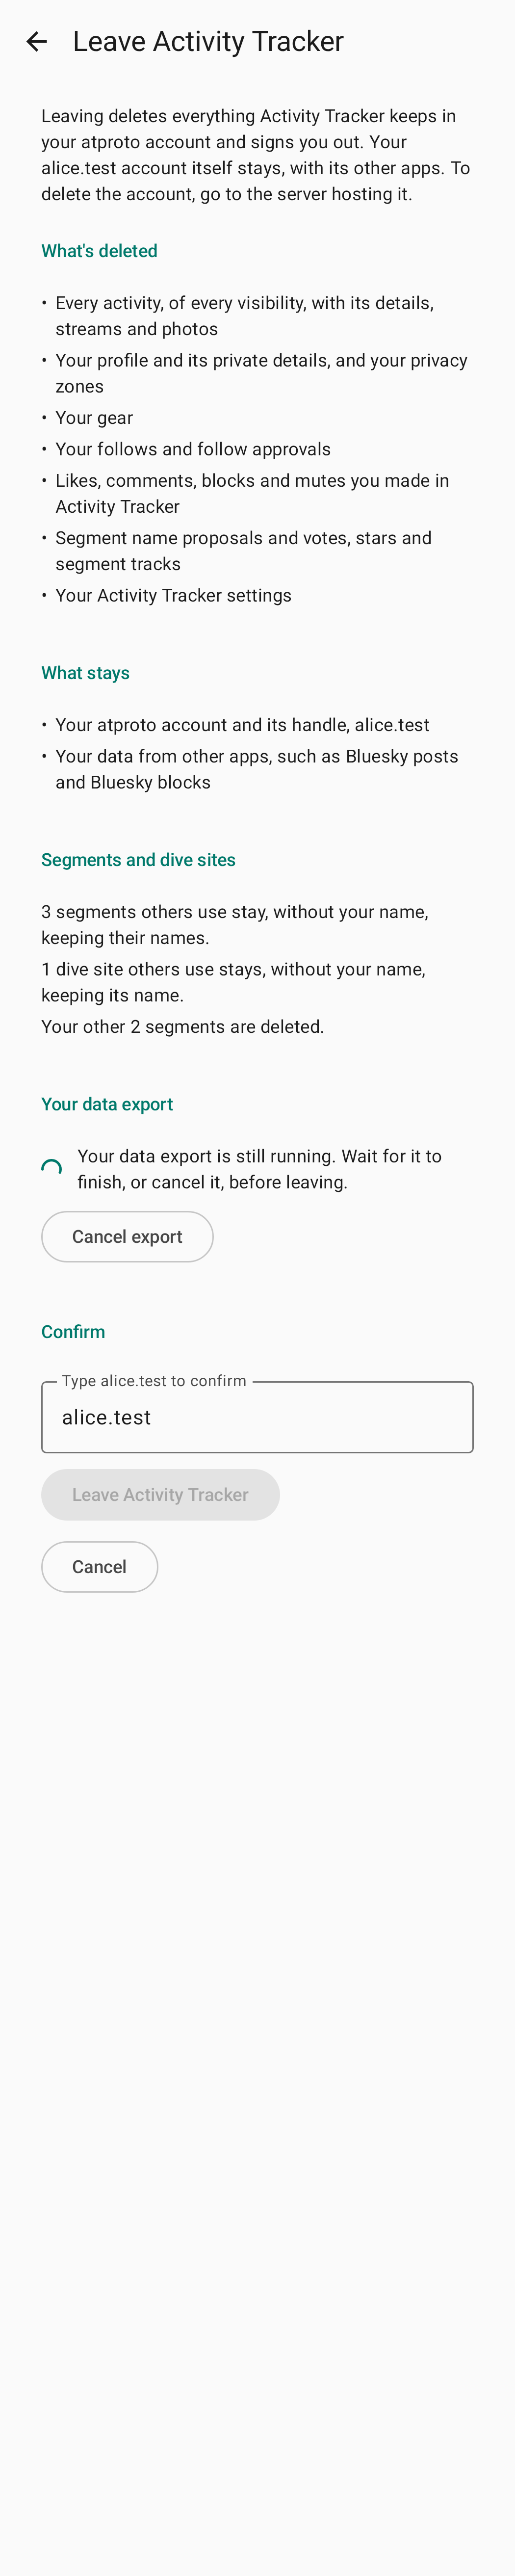 Leave Activity Tracker
Leaving deletes everything Activity Tracker keeps in
your atproto account and signs you out. Your
alice.test account itself stays, with its other apps. To
delete the account, go to the server hosting it.
What's deleted
• Every activity, of every visibility, with its details,
streams and photos
• Your profile and its private details, and your privacy
zones
• Your gear
• Your follows and follow approvals
• Likes, comments, blocks and mutes you made in
Activity Tracker
• Segment name proposals and votes, stars and
segment tracks
• Your Activity Tracker settings
What stays
• Your atproto account and its handle, alice.test
• Your data from other apps, such as Bluesky posts
and Bluesky blocks
Segments and dive sites
3 segments others use stay, without your name,
keeping their names.
1 dive site others use stays, without your name,
keeping its name.
Your other 2 segments are deleted.
Your data export
Your data export is still running. Wait for it to
finish, or cancel it, before leaving.
Cancel export
Confirm
Type alice.test to confirm
alice.test
Leave Activity Tracker
Cancel